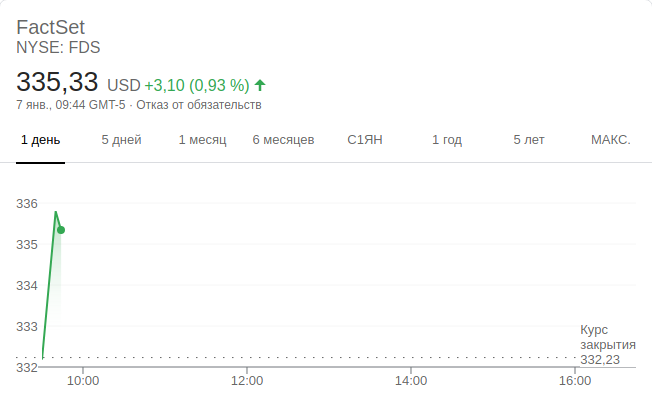 FactSet
NYSE: FDS
335,33 USD +3,10 (0,93 %)
7 янв., 09:44 GMT-5 · Отказ от обязательств
1 день 5 дней 1 месяц 6 месяцев С1ЯН 1 год 5 лет МАКС.
336
335
334
333
332
Курс
закрытия
332,23
10:00 12:00 14:00 16:00